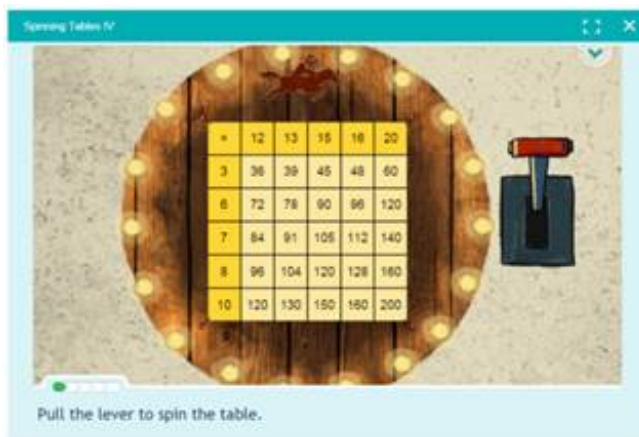 Spinning Tables IV
× 12 13 15 16 20
3 36 39 45 48 60
6 72 78 90 96 120
7 84 91 105 112 140
8 96 104 120 128 160
10 120 130 150 160 200
Pull the lever to spin the table.